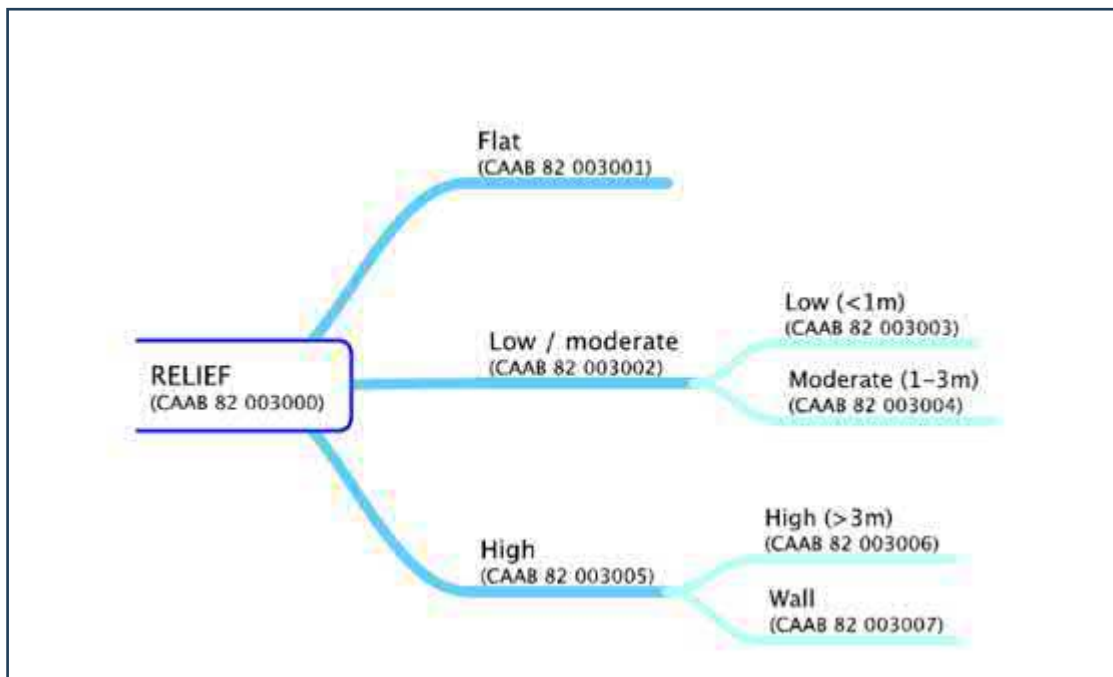 Flat
(CAAB 82 003001)
RELIEF
(CAAB 82 003000)
Low / moderate
(CAAB 82 003002)
Low (<1m)
(CAAB 82 003003)
Moderate (1-3m)
(CAAB 82 003004)
High
(CAAB 82 003005)
High (>3m)
(CAAB 82 003006)
Wall
(CAAB 82 003007)